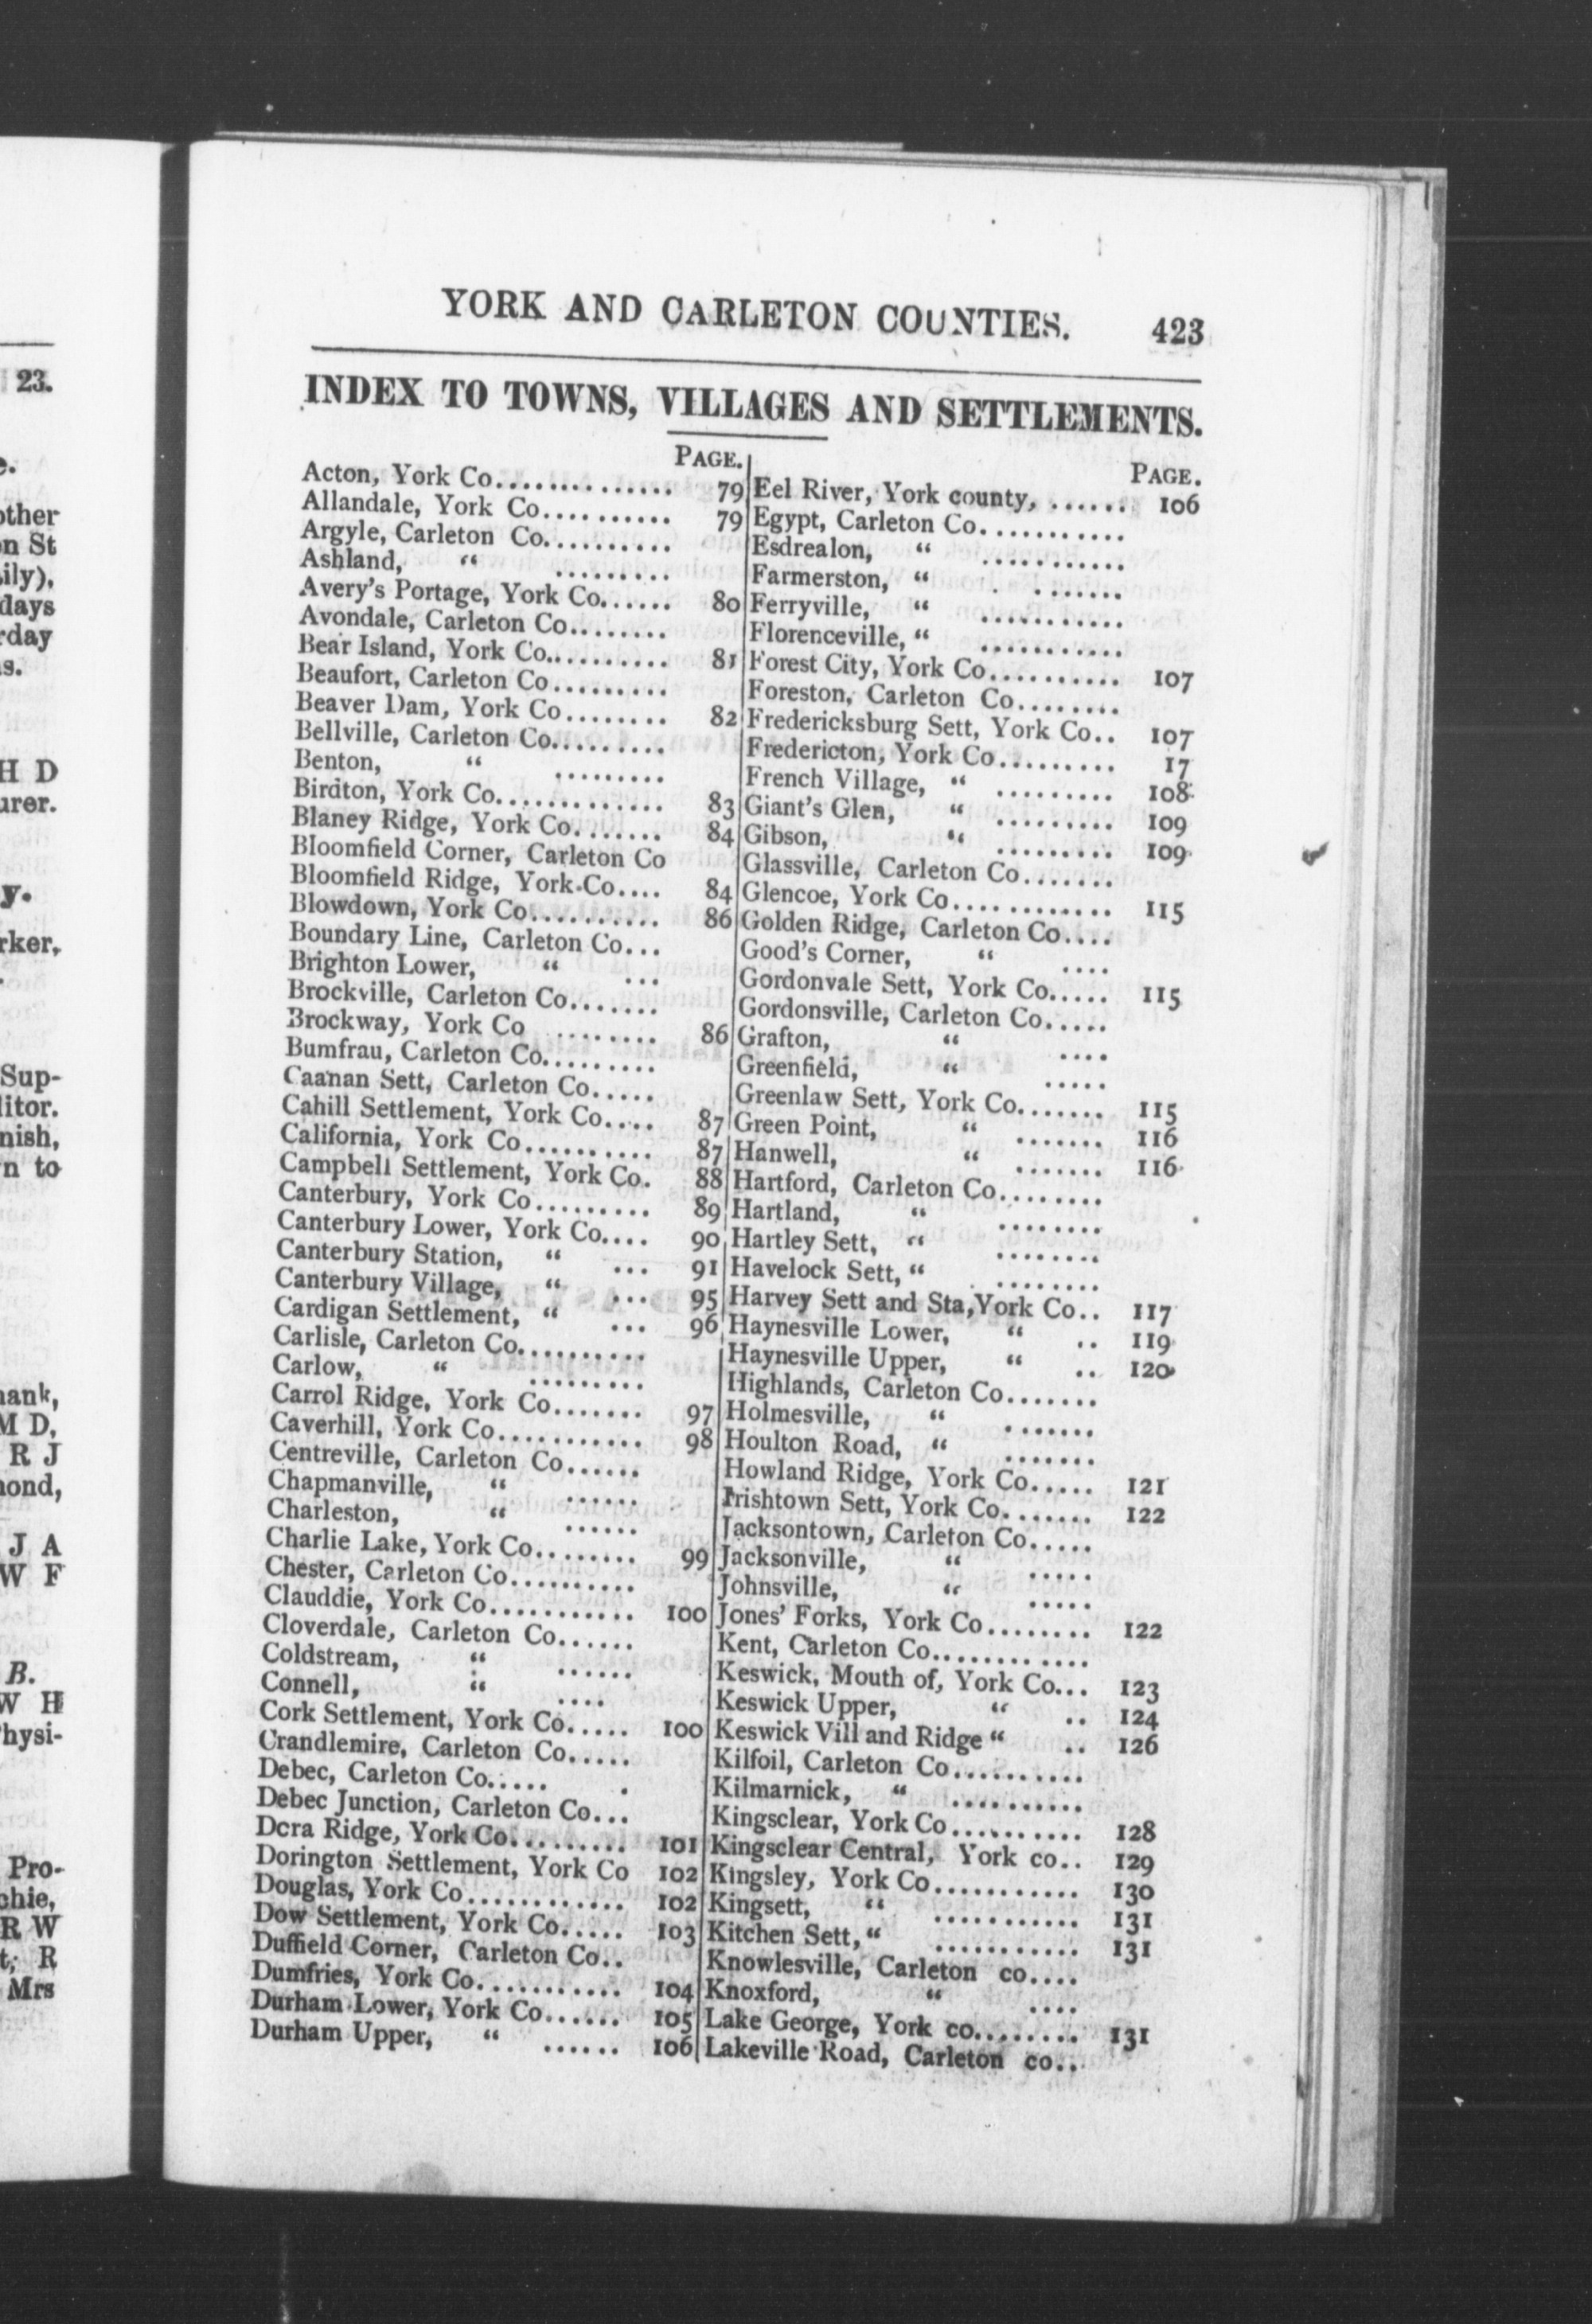 23.
other
n St
ily),
days
rday
s.
H D
urer.
y.
rker,
Sup-
litor.
nish,
n to
hank,
M D,
R J
nond,
J A
W F
B.
W H
Physi-
Pro-
chie,
R W
t; R
Mrs
YORK AND CARLETON COUNTIES. 423
INDEX TO TOWNS, VILLAGES AND SETTLEMENTS.
PAGE.
Acton, York Co.............. 79
Allandale, York Co.......... 79
Argyle, Carleton Co..........
Ashland, “ .........
Avery's Portage, York Co...... 80
Avondale, Carleton Co........
Bear Island, York Co.......... 81
Beaufort, Carleton Co.........
Beaver Dam, York Co........ 82
Bellville, Carleton Co.........
Benton, “ .........
Birdton, York Co............. 83
Blaney Ridge, York Co....... 84
Bloomfield Corner, Carleton Co
Bloomfield Ridge, York Co.... 84
Blowdown, York Co........... 86
Boundary Line, Carleton Co...
Brighton Lower, “ ...
Brockville, Carleton Co.......
Brockway, York Co ......... 86
Bumfrau, Carleton Co.........
Caanan Sett, Carleton Co.....
Cahill Settlement, York Co.... 87
California, York Co........... 87
Campbell Settlement, York Co. 88
Canterbury, York Co......... 89
Canterbury Lower, York Co.... 90
Canterbury Station, “ ... 91
Canterbury Village, “ ... 95
Cardigan Settlement, “ ... 96
Carlisle, Carleton Co..........
Carlow, “ .........
Carrol Ridge, York Co....... 97
Caverhill, York Co........... 98
Centreville, Carleton Co......
Chapmanville, “ ......
Charleston, “ ......
Charlie Lake, York Co........ 99
Chester, Carleton Co..........
Clauddie, York Co............ 100
Cloverdale, Carleton Co......
Coldstream, “ ......
Connell, “ ....
Cork Settlement, York Co..... 100
Crandlemire, Carleton Co.....
Debec, Carleton Co..... .
Debec Junction, Carleton Co...
Dora Ridge, York Co......... 101
Dorington Settlement, York Co 102
Douglas, York Co............ 102
Dow Settlement, York Co..... 103
Duffield Corner, Carleton Co..
Dumfries, York Co........... 104
Durham Lower, York Co...... 105
Durham Upper, “ ...... 106
PAGE.
Eel River, York county, ...... 106
Egypt, Carleton Co...........
Esdrealon, “ ...........
Farmerston, “ . .......
Ferryville, “ ...........
Florenceville, “ ...........
Forest City, York Co.......... 107
Foreston, Carleton Co........
Fredericksburg Sett, York Co.. 107
Fredericton, York Co......... 17
French Village, “ ......... 108
Giant's Glen, “ ......... 109
Gibson, “ ......... 109
Glassville, Carleton Co.......
Glencoe, York Co............ 115
Golden Ridge, Carleton Co....
Good's Corner, “ ....
Gordonvale Sett, York Co..... 115
Gordonsville, Carleton Co.....
Grafton, “ ....
Greenfield, “ .....
Greenlaw Sett, York Co....... 115
Green Point, “ ....... 116
Hanwell, “ ....... 116
Hartford, Carleton Co........
Hartland, “ ........
Hartley Sett, “ ........
Havelock Sett, “ ........
Harvey Sett and Sta, York Co.. 117
Haynesville Lower, “ .. 119
Haynesville Upper, “ .. 120
Highlands, Carleton Co.......
Holmesville, “ .......
Houlton Road, “ .......
Howland Ridge, York Co..... 121
Irishtown Sett, York Co....... 122
Jacksontown, Carleton Co.....
Jacksonville, “ .....
Johnsville, “ .....
Jones' Forks, York Co........ 122
Kent, Carleton Co............
Keswick, Mouth of, York Co... 123
Keswick Upper, “ .. 124
Keswick Vill and Ridge “ .. 126
Kilfoil, Carleton Co..........
Kilmarnick, “ ..........
Kingsclear, York Co.......... 128
Kingsclear Central, York co.. 129
Kingsley, York Co........... 130
Kingsett, “ ........... 131
Kitchen Sett, “ ........... 131
Knowlesville, Carleton co....
Knoxford, “ ....
Lake George, York co........ 131
Lakeville Road, Carleton co..